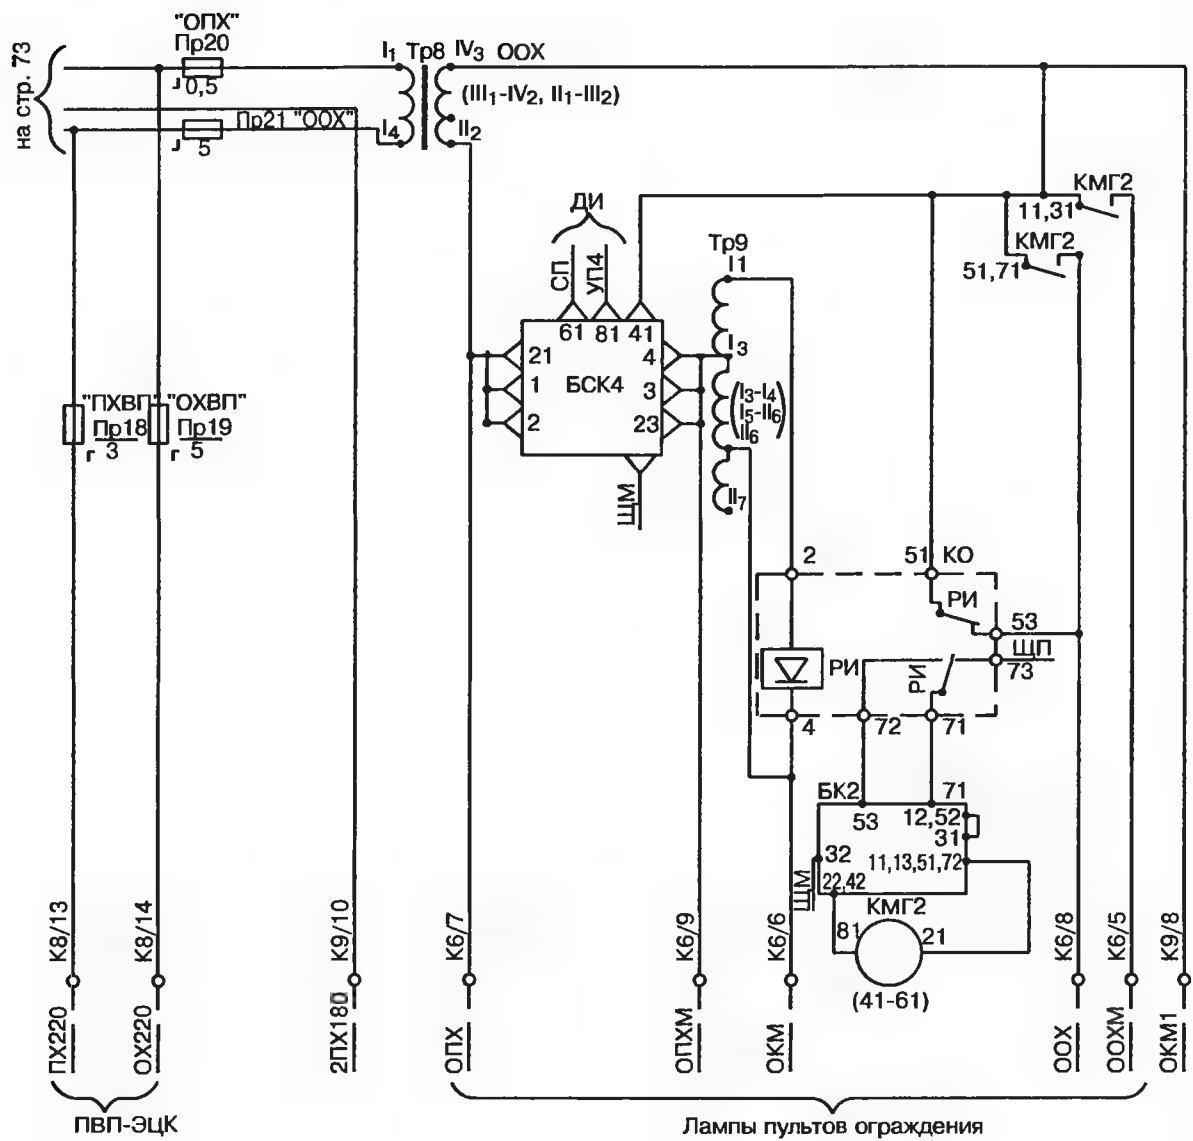 на стр. 73
"ОПХ"
Пр20
0,5
Пр21 "ООХ"
5
I1 Тр8 IV3 ООХ
(III1-IV2, II1-III2)
I4
II2
КМГ2
11,31
КМГ2
51,71
ДИ
СП
УП4
61
81
41
21
1
2
БСК4
4
3
23
ЩМ
Тр9
I1
I3
(I3-I4
I5-II6)
II6
II7
"ПХВП"
Пр18
г 3
"ОХВП"
Пр19
г 5
2
51
КО
РИ
53
ЩП
73
РИ
РИ
4
72
71
БК2
71
53
12,52
31
32
11,13,51,72
ЩМ
22,42
КМГ2
81
21
(41-61)
К8/13
К8/14
К9/10
К6/7
К6/9
К6/6
К6/8
К6/5
К9/8
ПХ220
ОХ220
2ПХ180
ОПХ
ОПХМ
ОКМ
ООХ
ООХМ
ОКМ1
ПВП-ЭЦК
Лампы пультов ограждения